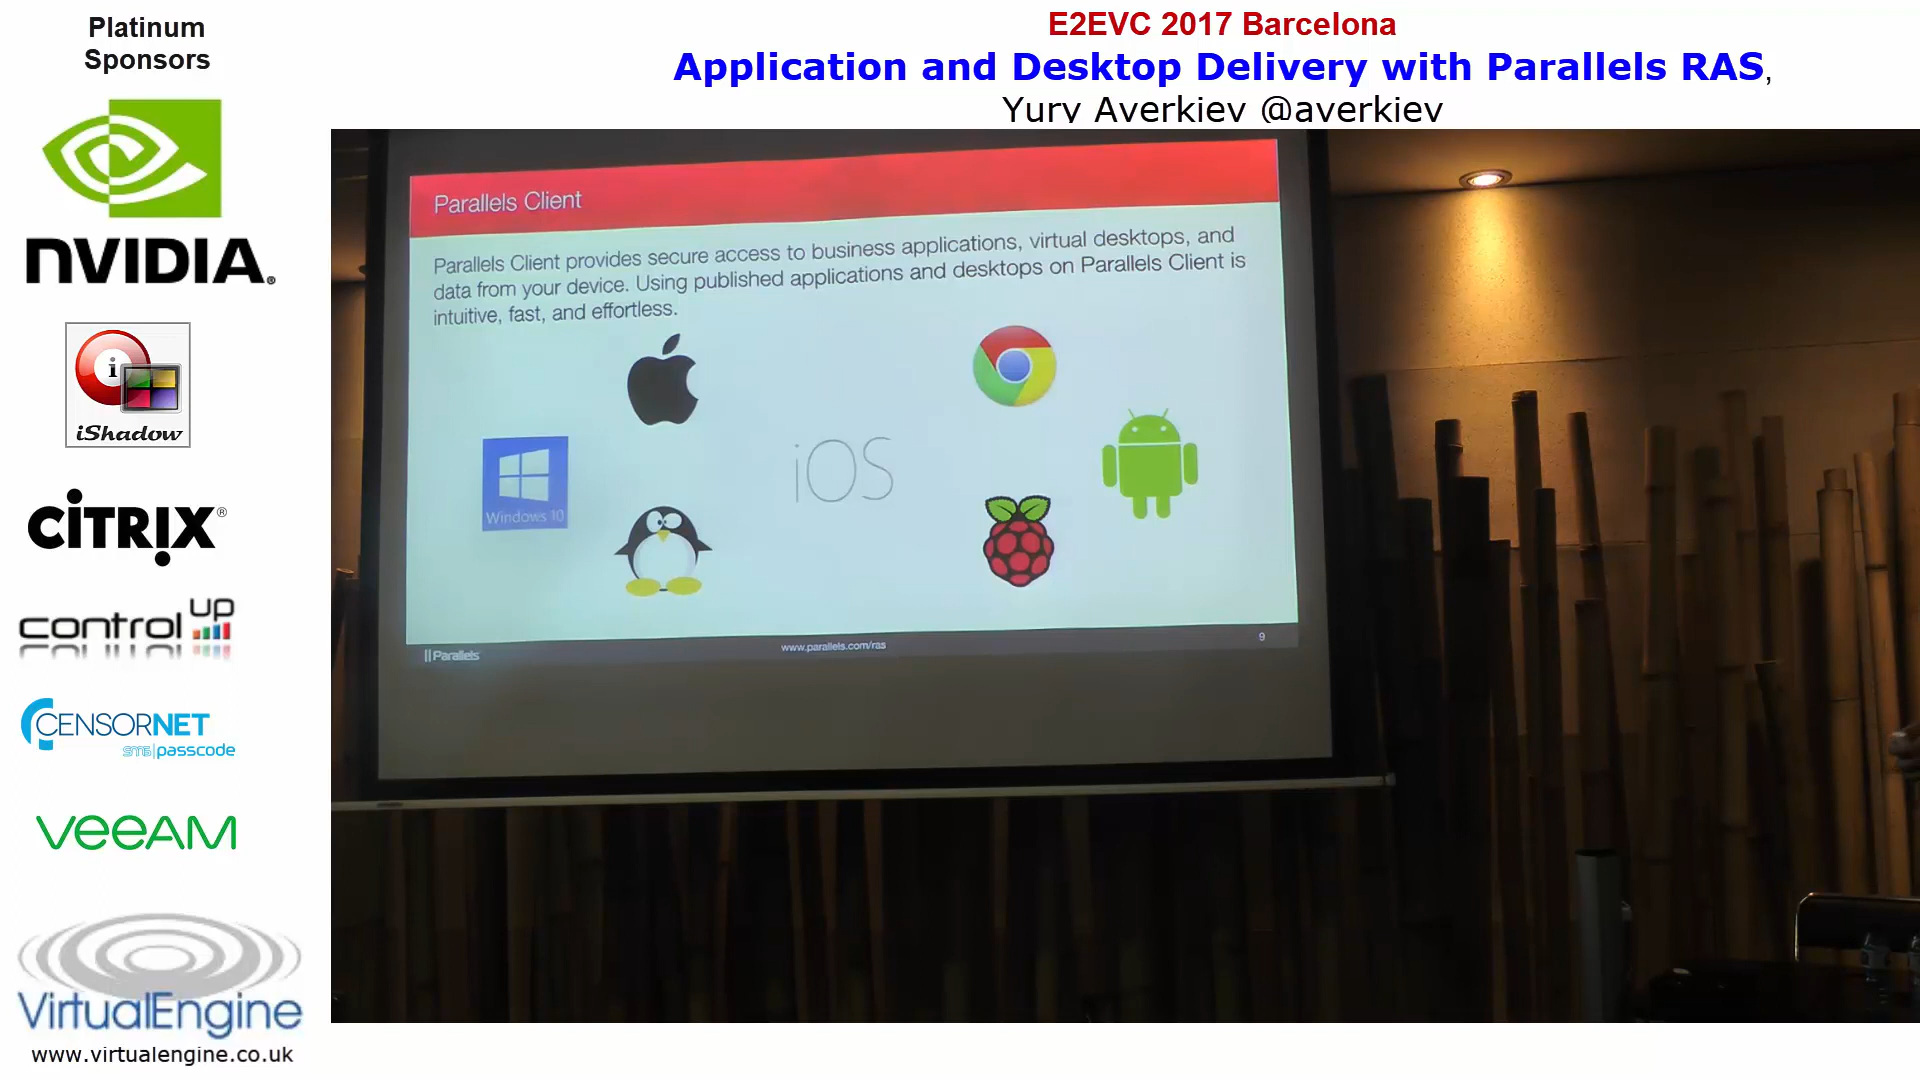 Platinum
Sponsors
E2EVC 2017 Barcelona
Application and Desktop Delivery with Parallels RAS,
Yury Averkiev @averkiev
NVIDIA®
i
iShadow
CiTRIX®
control up
CENSORNET
sms|passcode
veeAM
VirtualEngine
www.virtualengine.co.uk
Parallels Client
Parallels Client provides secure access to business applications, virtual desktops, and
data from your device. Using published applications and desktops on Parallels Client is
intuitive, fast, and effortless.
iOS
Windows 10
|| Parallels
www.parallels.com/ras
9